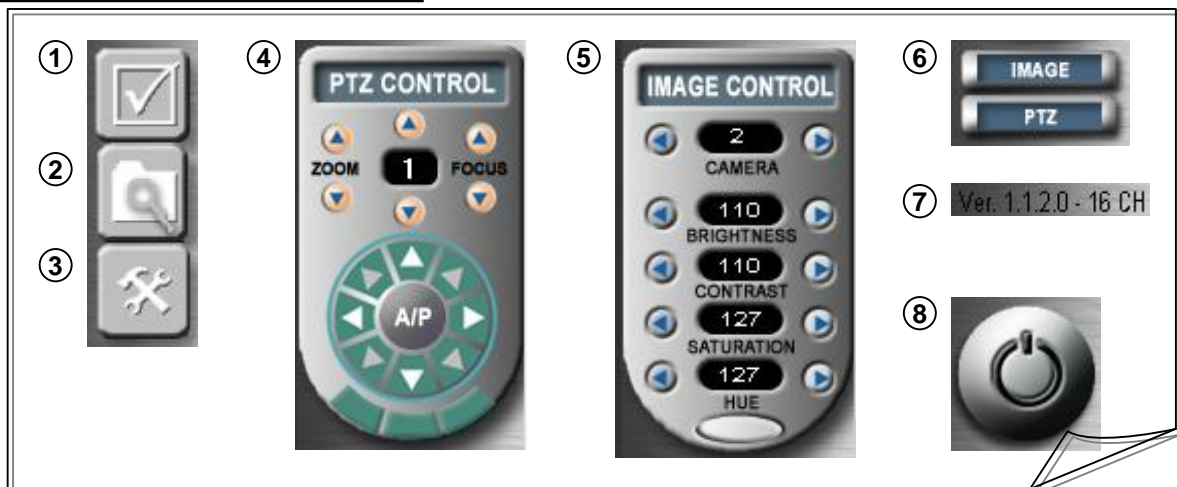 1
2
3
4
PTZ CONTROL
ZOOM
1
FOCUS
A/P
5
IMAGE CONTROL
2
CAMERA
110
BRIGHTNESS
110
CONTRAST
127
SATURATION
127
HUE
6
IMAGE
PTZ
7
Ver. 1.1.2.0 - 16 CH
8